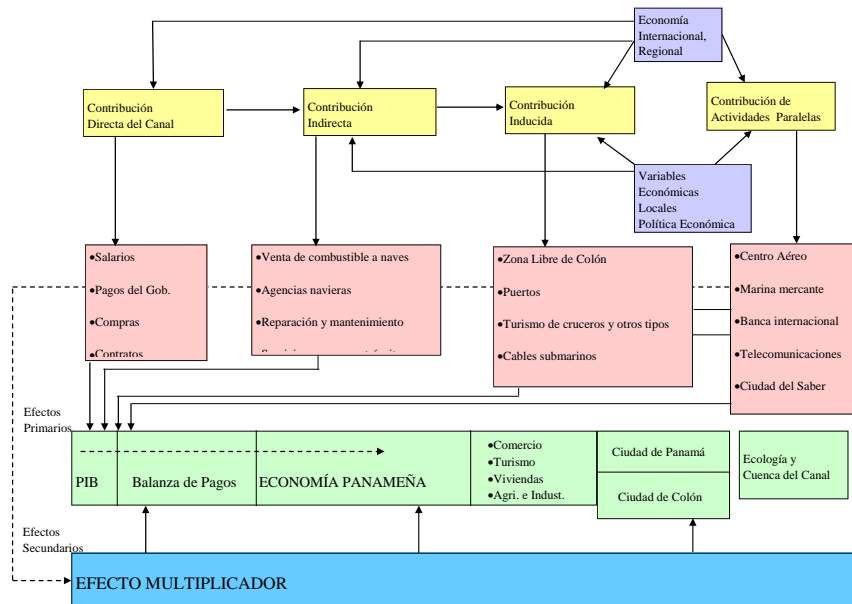 Economía
Internacional,
Regional
Contribución
Directa del Canal
Contribución
Indirecta
Contribución
Inducida
Contribución de
Actividades Paralelas
Variables
Económicas
Locales
Política Económica
•Salarios
•Pagos del Gob.
•Compras
•Contratos
•Venta de combustible a naves
•Agencias navieras
•Reparación y mantenimiento
•Zona Libre de Colón
•Puertos
•Turismo de cruceros y otros tipos
•Cables submarinos
•Centro Aéreo
•Marina mercante
•Banca internacional
•Telecomunicaciones
•Ciudad del Saber
Efectos
Primarios
PIB
Balanza de Pagos
ECONOMÍA PANAMEÑA
•Comercio
•Turismo
•Viviendas
•Agri. e Indust.
Ciudad de Panamá
Ciudad de Colón
Ecología y
Cuenca del Canal
Efectos
Secundarios
EFECTO MULTIPLICADOR